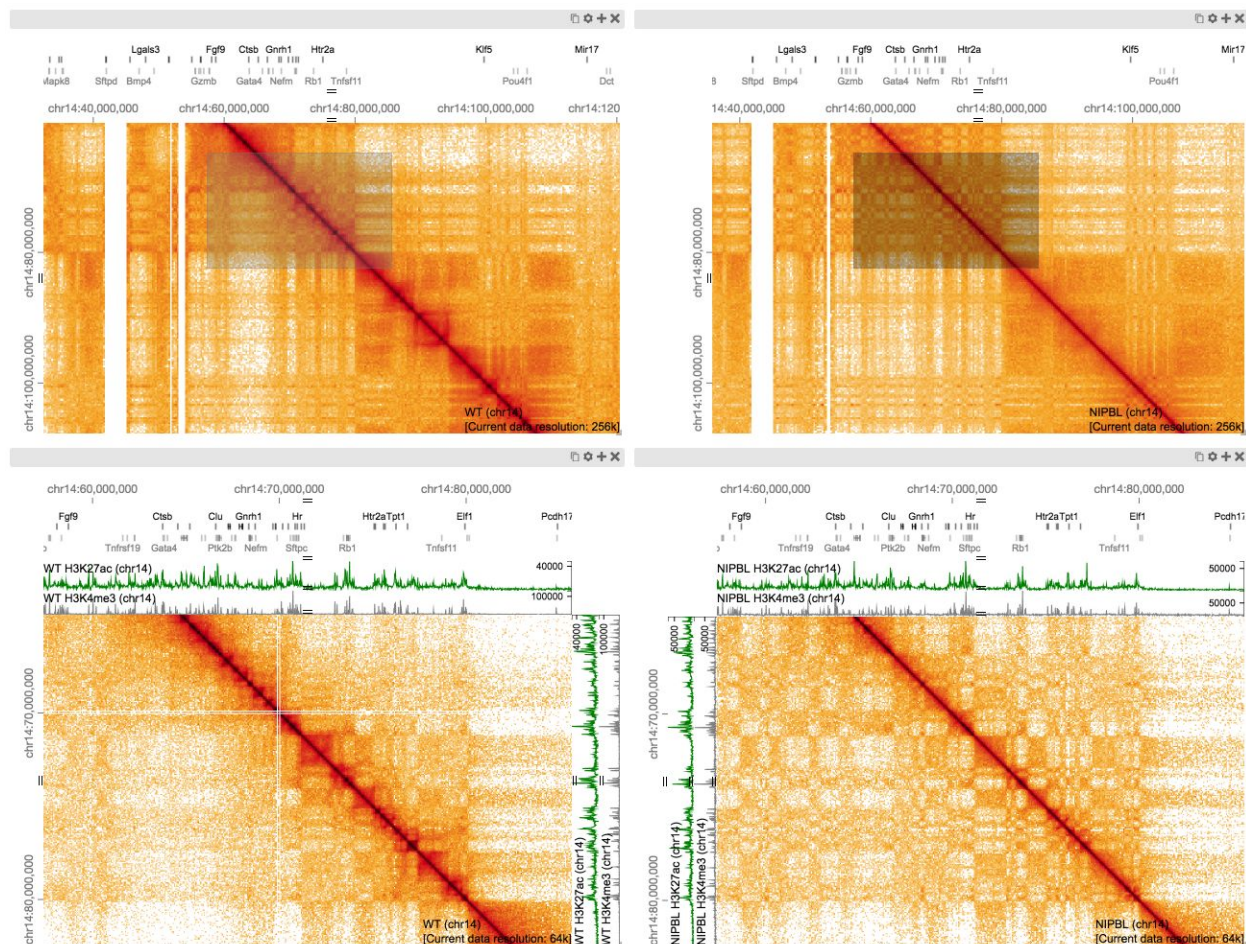 Lgals3 Fgf9 Ctsb Gnrh1 Htr2a Klf5 Mir17
Mapk8 Sftpd Bmp4 Gzmb Gata4 Nefm Rb1 Tnfsf11 Pou4f1 Dct
chr14:40,000,000 chr14:60,000,000 chr14:80,000,000 chr14:100,000,000 chr14:120
chr14:80,000,000
chr14:100,000,000
WT (chr14)
[Current data resolution: 256k]
Lgals3 Fgf9 Ctsb Gnrh1 Htr2a Klf5 Mir17
8 Sftpd Bmp4 Gzmb Gata4 Nefm Rb1 Tnfsf11 Pou4f1
chr14:40,000,000 chr14:60,000,000 chr14:80,000,000 chr14:100,000,000
chr14:80,000,000
chr14:100,000,000
NIPBL (chr14)
[Current data resolution: 256k]
chr14:60,000,000 chr14:70,000,000 chr14:80,000,000
Fgf9 Ctsb Clu Gnrh1 Hr Htr2a Tpt1 Elf1 Pcdh17
Tnfrsf19 Gata4 Ptk2b Nefm Sftpc Rb1 Tnfsf11
WT H3K27ac (chr14) 40000
WT H3K4me3 (chr14) 100000
40000
100000
chr14:70,000,000
chr14:80,000,000
WT H3K27ac (chr14)
WT H3K4me3 (chr14)
WT (chr14)
[Current data resolution: 64k]
chr14:60,000,000 chr14:70,000,000 chr14:80,000,000
Fgf9 Ctsb Clu Gnrh1 Hr Htr2a Tpt1 Elf1 Pcdh17
Tnfrsf19 Gata4 Ptk2b Nefm Sftpc Rb1 Tnfsf11
NIPBL H3K27ac (chr14) 50000
NIPBL H3K4me3 (chr14) 50000
50000
50000
chr14:70,000,000
chr14:80,000,000
NIPBL H3K27ac (chr14)
NIPBL H3K4me3 (chr14)
NIPBL (chr14)
[Current data resolution: 64k]